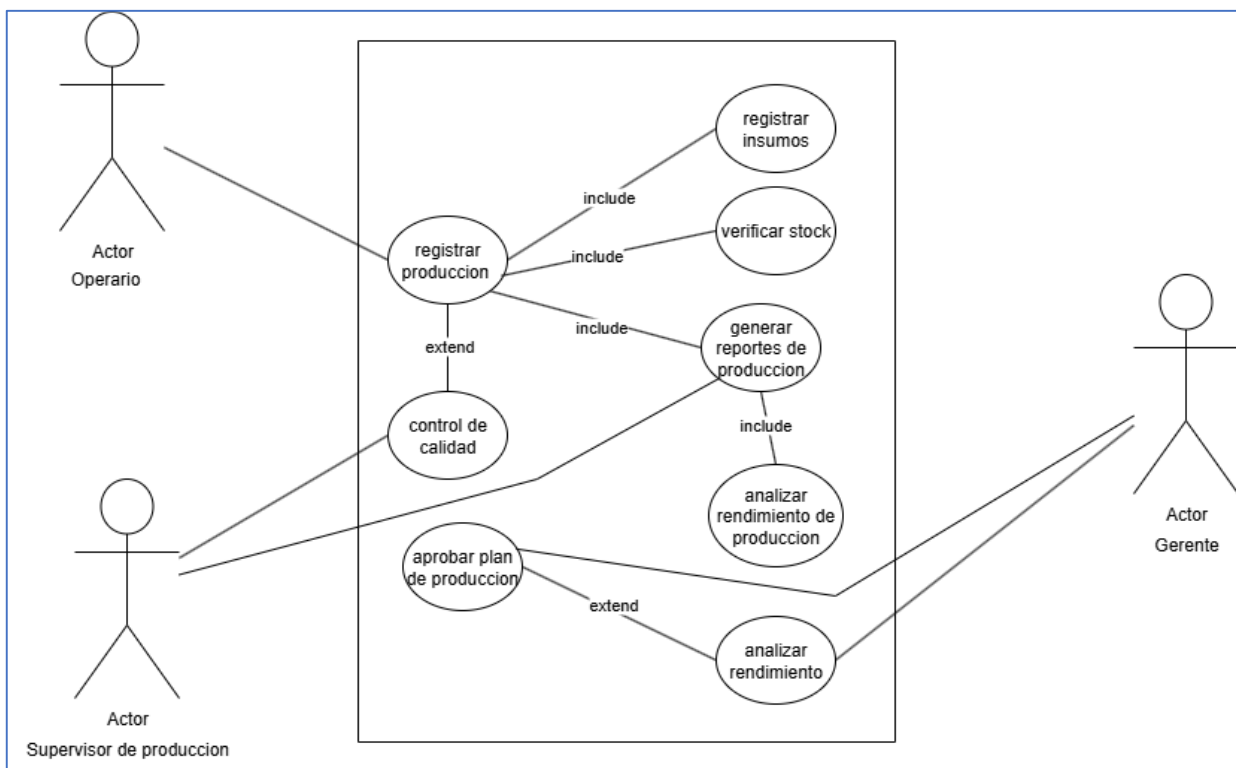 registrar
insumos
include
verificar stock
registrar
produccion
include
Actor
Operario
include
generar
reportes de
produccion
extend
include
control de
calidad
analizar
rendimiento de
produccion
Actor
Gerente
aprobar plan
de produccion
extend
analizar
rendimiento
Actor
Supervisor de produccion